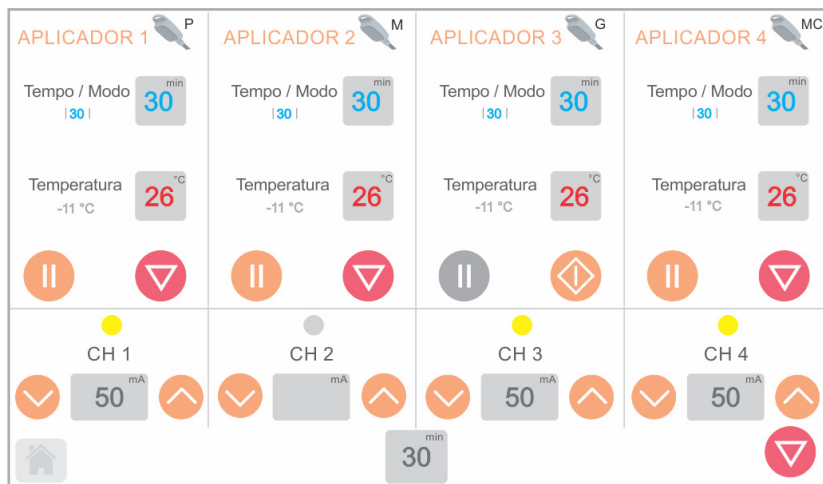 APLICADOR 1 P
Tempo / Modo
|30|
min
30
Temperatura
-11 °C
°C
26
APLICADOR 2 M
Tempo / Modo
|30|
min
30
Temperatura
-11 °C
°C
26
APLICADOR 3 G
Tempo / Modo
|30|
min
30
Temperatura
-11 °C
°C
26
APLICADOR 4 MC
Tempo / Modo
|30|
min
30
Temperatura
-11 °C
°C
26
CH 1
mA
50
CH 2
mA
CH 3
mA
50
CH 4
mA
50
min
30